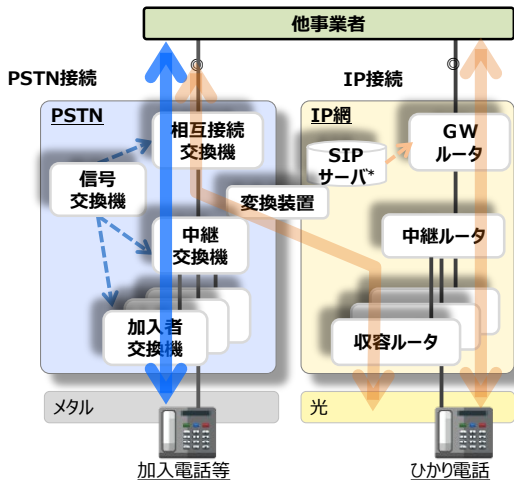 他事業者
PSTN接続
IP接続
◎
◎
PSTN
相互接続
交換機
信号
交換機
変換装置
中継
交換機
加入者
交換機
IP網
GW
ルータ
SIP
サーバ*
中継ルータ
収容ルータ
メタル
光
加入電話等
ひかり電話